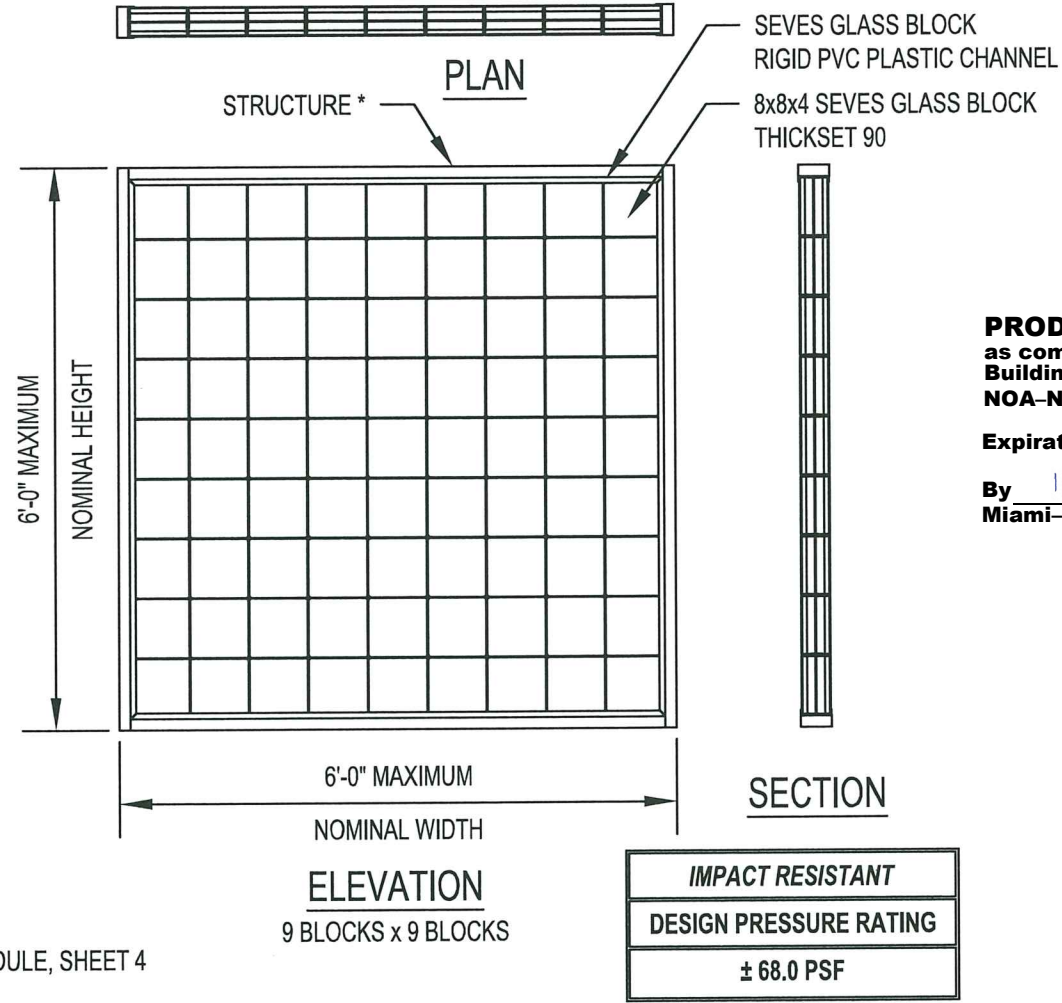 SEVES GLASS BLOCK
RIGID PVC PLASTIC CHANNEL
PLAN
STRUCTURE *
8x8x4 SEVES GLASS BLOCK
THICKSET 90
6'-0" MAXIMUM
NOMINAL HEIGHT
PROD
as com
Buildin
NOA–N
Expirat
By
Miami–
6'-0" MAXIMUM
NOMINAL WIDTH
SECTION
ELEVATION
9 BLOCKS x 9 BLOCKS
IMPACT RESISTANT
DESIGN PRESSURE RATING
± 68.0 PSF
DULE, SHEET 4